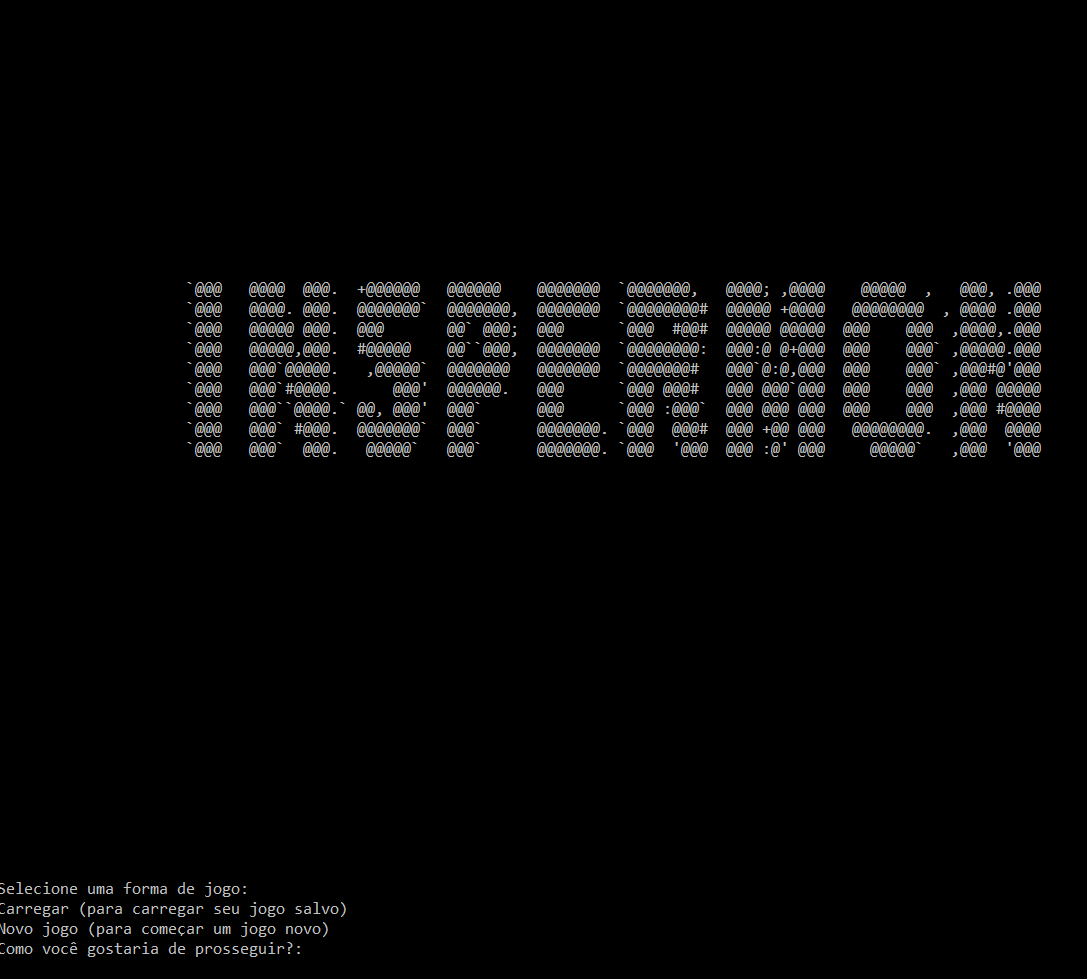 INSPERMON
Selecione uma forma de jogo:
Carregar (para carregar seu jogo salvo)
Novo jogo (para começar um jogo novo)
Como você gostaria de prosseguir?: